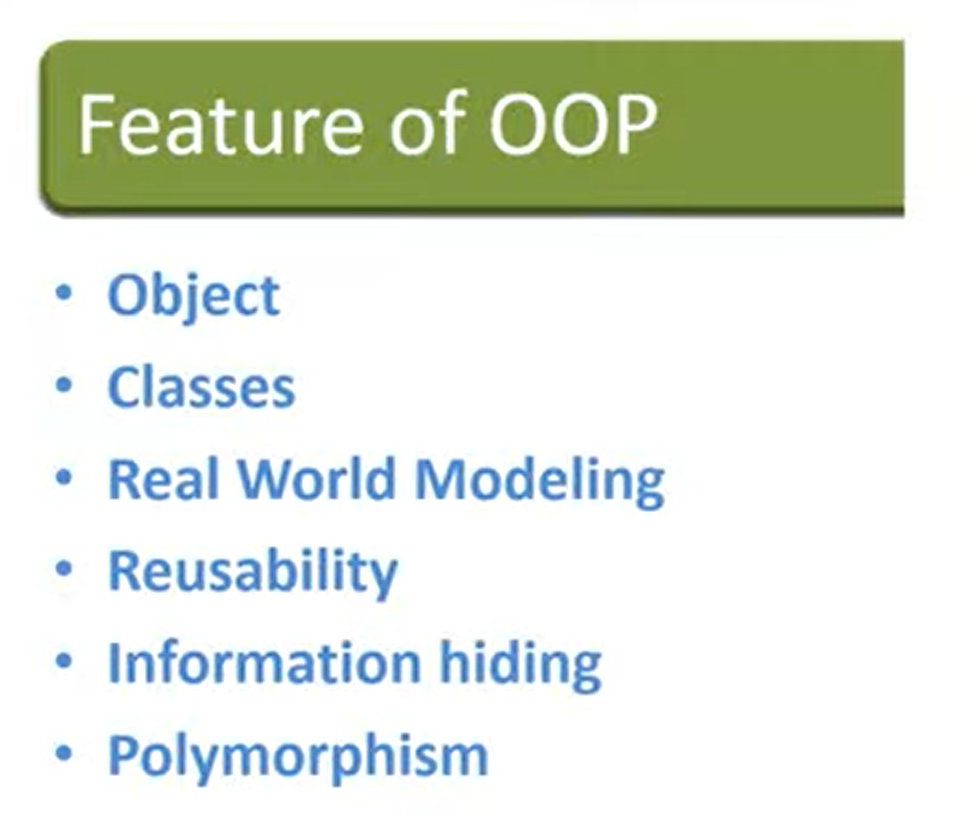 Feature of OOP
• Object
• Classes
• Real World Modeling
• Reusability
• Information hiding
• Polymorphism